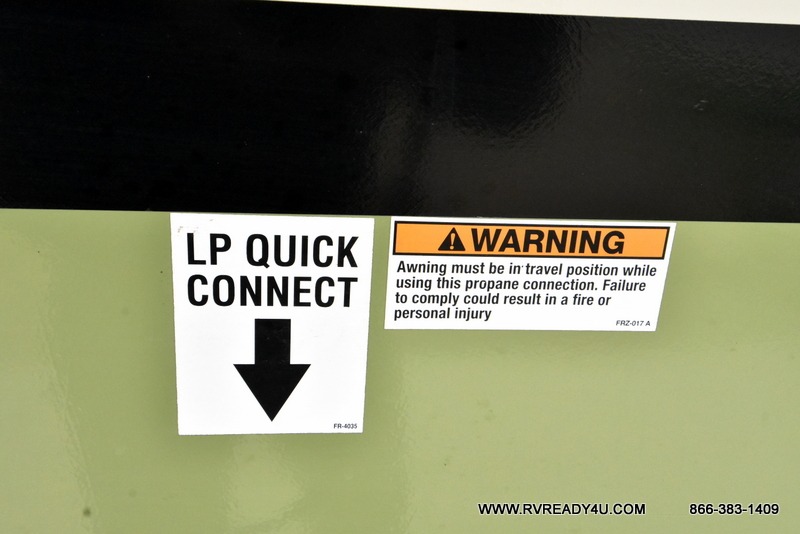 LP QUICK
CONNECT
FR-4035
WARNING
Awning must be in travel position while
using this propane connection. Failure
to comply could result in a fire or
personal injury
FRZ-017 A
WWW.RVREADY4U.COM 866-383-1409